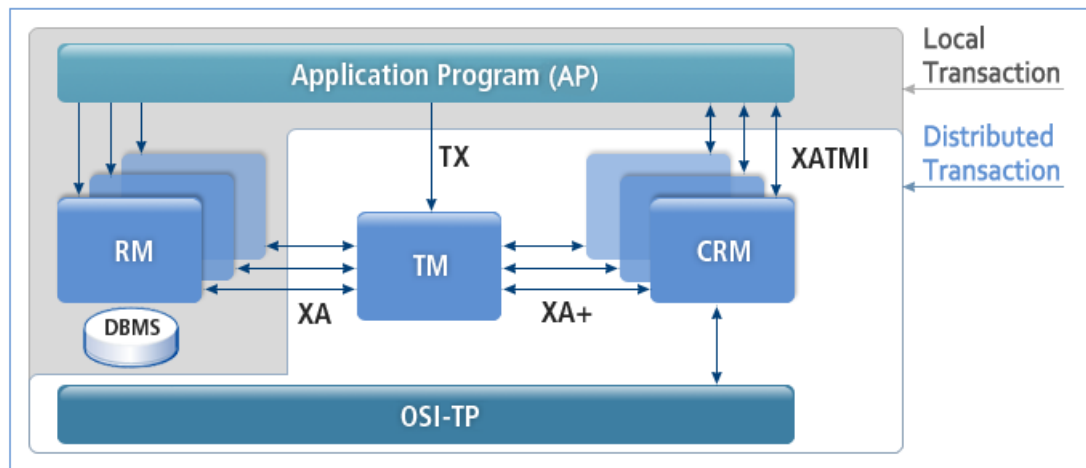 Application Program (AP)
Local
Transaction
Distributed
Transaction
TX
XATMI
RM
TM
CRM
XA
XA+
DBMS
OSI-TP